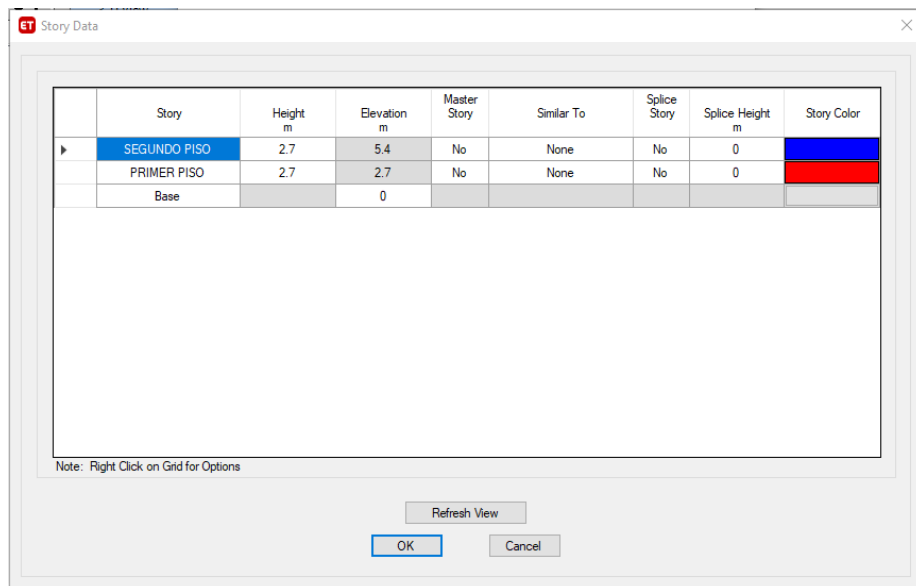 ET Story Data
Story Height m Elevation m Master Story Similar To Splice Story Splice Height m Story Color
SEGUNDO PISO 2.7 5.4 No None No 0
PRIMER PISO 2.7 2.7 No None No 0
Base 0
Note: Right Click on Grid for Options
Refresh View
OK Cancel